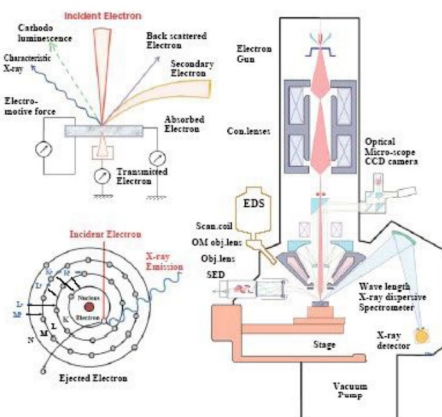 Incident Electron
Cathodo
luminescence
Characteristic
X-ray
Back scattered
Electron
Secondary
Electron
Electro-
motive force
Absorbed
Electron
Transmitted
Electron
Incident Electron
X-ray
Emission
Nucleus
Electron
K
L
M
N
Ejected Electron
Electron
Gun
Con.lenses
Optical
Micro-scope
CCD camera
EDS
Scan.coil
OM obj.lens
Obj.lens
SED
Wave length
X-ray dispersive
Spectrometer
X-ray
detector
Stage
Vacuum
Pump